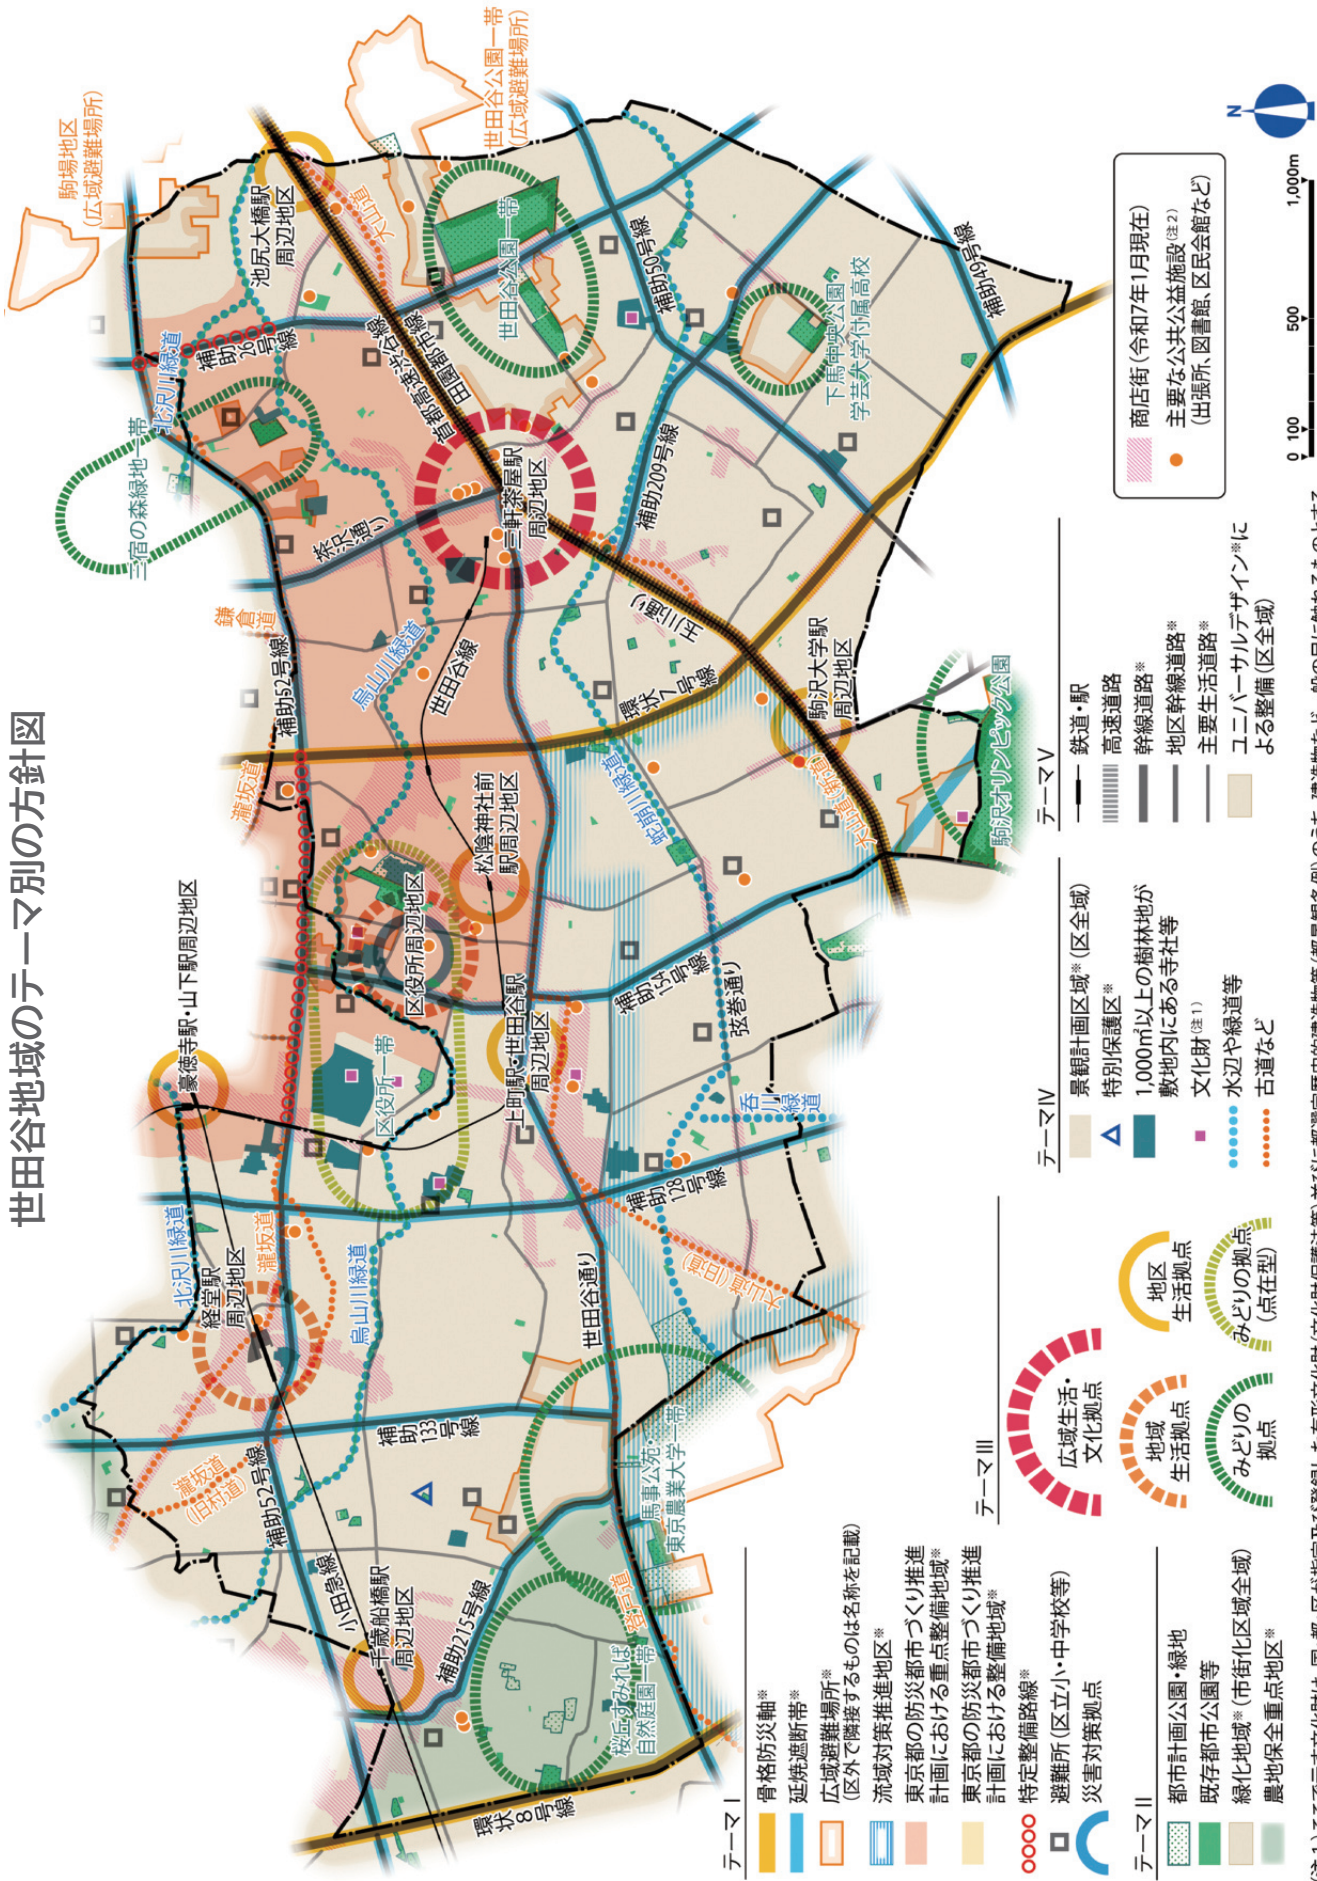 世田谷地域のテーマ別の方針図
駒場地区
(広域避難場所)
世田谷公園一帯
(広域避難場所)
池尻大橋駅
周辺地区
大山道
世田谷公園一帯
北沢川緑道
補助
26
号線
三宿の森緑地一帯
首都高速渋谷線
田園都市線
補助50号線
補助49号線
下馬中央公園・
学芸大学付属高校
三軒茶屋駅
周辺地区
補助209号線
茶沢通り
鎌倉
道
補助52号線
烏山川緑道
世田谷線
玉川通り
環状
7号
線
駒沢大学駅
周辺地区
駒沢オリンピック公園
大山道(新道)
蛇崩川緑道
瀧坂道
松陰神社前
駅周辺地区
区役所周辺地区
豪徳寺駅・山下駅周辺地区
区役所一帯
上町駅・世田谷駅
周辺地区
補助
154
号線
弦巻通り
呑川
緑道
補助
128
号線
大山道(旧道)
世田谷通り
北沢川緑道
経堂駅
周辺地区
瀧坂道
烏山川緑道
補助
133
号線
瀧坂道
(旧村道)
補助52号線
小田急線
千歳船橋駅
周辺地区
補助215号線
馬事公苑・
東京農業大学一帯
登戸道
桜丘すみれば
自然庭園一帯
環状
8号
線
N
0
100
500
1,000m
商店街(令和7年1月現在)
主要な公共公益施設(注2)
(出張所、図書館、区民会館など)
テーマⅠ
骨格防災軸※
延焼遮断帯※
広域避難場所※
(区外で隣接するものは名称を記載)
流域対策推進地区※
東京都の防災都市づくり推進
計画における重点整備地域※
東京都の防災都市づくり推進
計画における整備地域※
特定整備路線※
避難所(区立小・中学校等)
災害対策拠点
テーマⅡ
都市計画公園・緑地
既存都市公園等
緑化地域※(市街化区域全域)
農地保全重点地区※
テーマⅢ
広域生活・
文化拠点
地域
生活拠点
地区
生活拠点
みどりの
拠点
みどりの拠点
(点在型)
テーマⅣ
景観計画区域※(区全域)
特別保護区※
1,000㎡以上の樹林地が
敷地内にある寺社等
文化財(注1)
水辺や緑道等
古道など
テーマⅤ
鉄道・駅
高速道路
幹線道路※
地区幹線道路※
主要生活道路※
ユニバーサルデザイン※に
よる整備(区全域)